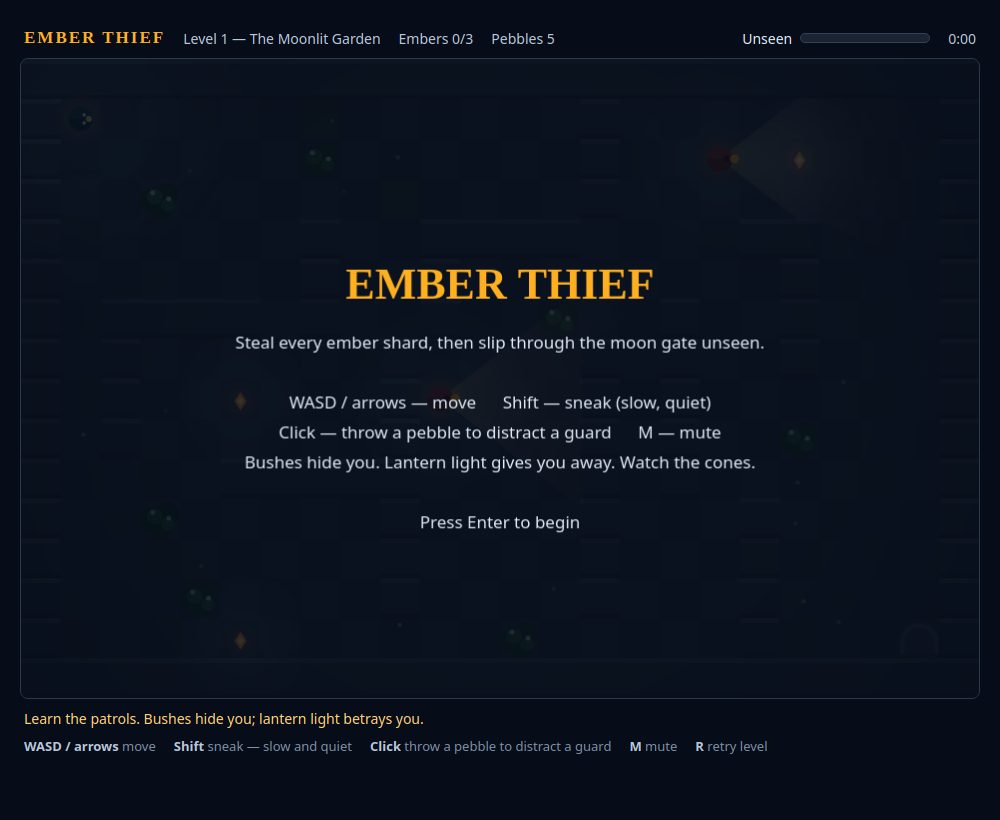 EMBER THIEF Level 1 — The Moonlit Garden Embers 0/3 Pebbles 5 Unseen 0:00
EMBER THIEF
Steal every ember shard, then slip through the moon gate unseen.
WASD / arrows — move Shift — sneak (slow, quiet)
Click — throw a pebble to distract a guard M — mute
Bushes hide you. Lantern light gives you away. Watch the cones.
Press Enter to begin
Learn the patrols. Bushes hide you; lantern light betrays you.
WASD / arrows move Shift sneak — slow and quiet Click throw a pebble to distract a guard M mute R retry level